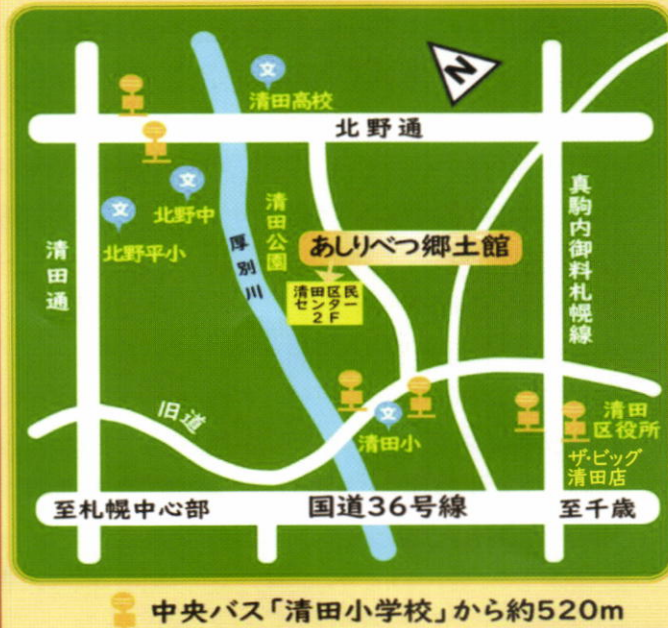 文
清田高校
N
北野通
文
北野中
文
北野平小
清田公園
厚別川
清田通
あしりべつ郷土館
清田区民
センター
2F
真駒内御料札幌線
旧道
文
清田小
清田
区役所
ザ・ビッグ
清田店
至札幌中心部
国道36号線
至千歳
中央バス「清田小学校」から約520m